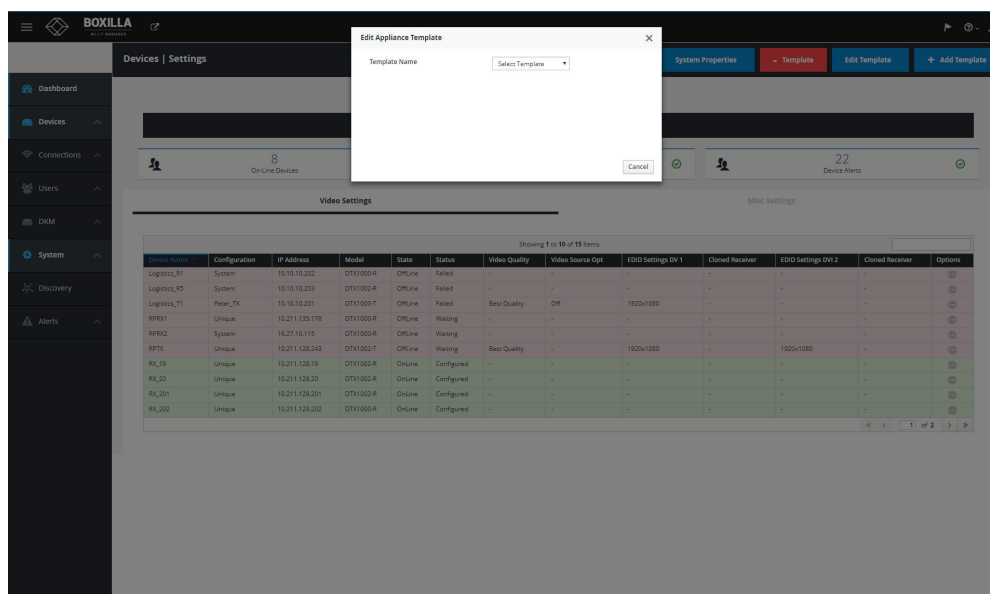 BOXILLA
Edit Appliance Template
Devices | Settings
Template Name
Select Template
System Properties
Template
Edit Template
+ Add Template
Dashboard
Devices
Connections
8
On-Line Devices
Cancel
22
Device Alerts
Users
Video Settings
Misc Settings
DKM
Showing 1 to 10 of 15 items
System
Device Name Configuration IP Address Model State Status Video Quality Video Source Opt EDID Settings DV 1 Cloned Receiver EDID Settings DVI 2 Cloned Receiver Options
Logistics_R1 System 10.10.10.202 DTX1000-R OffLine Failed - - - - - -
Discovery
Logistics_R5 System 10.10.10.203 DTX1002-R OffLine Failed - - - - - -
Logistics_T1 Peter_TX 10.10.10.201 DTX1000-T OffLine Failed Best Quality Off 1920x1080 - - -
Alerts
RPRX1 Unique 10.211.135.178 DTX1000-R OffLine Waiting - - - - - -
RPRX2 System 16.27.10.115 DTX1000-R OffLine Waiting - - - - - -
RPTX Unique 10.211.128.243 DTX1002-T OffLine Waiting Best Quality - 1920x1080 - 1920x1080 -
RX_19 Unique 10.211.128.19 DTX1002-R OnLine Configured - - - - - -
RX_20 Unique 10.211.128.20 DTX1002-R OnLine Configured - - - - - -
RX_201 Unique 10.211.129.201 DTX1002-R OnLine Configured - - - - - -
RX_202 Unique 10.211.129.202 DTX1000-R OnLine Configured - - - - - -
1 of 2